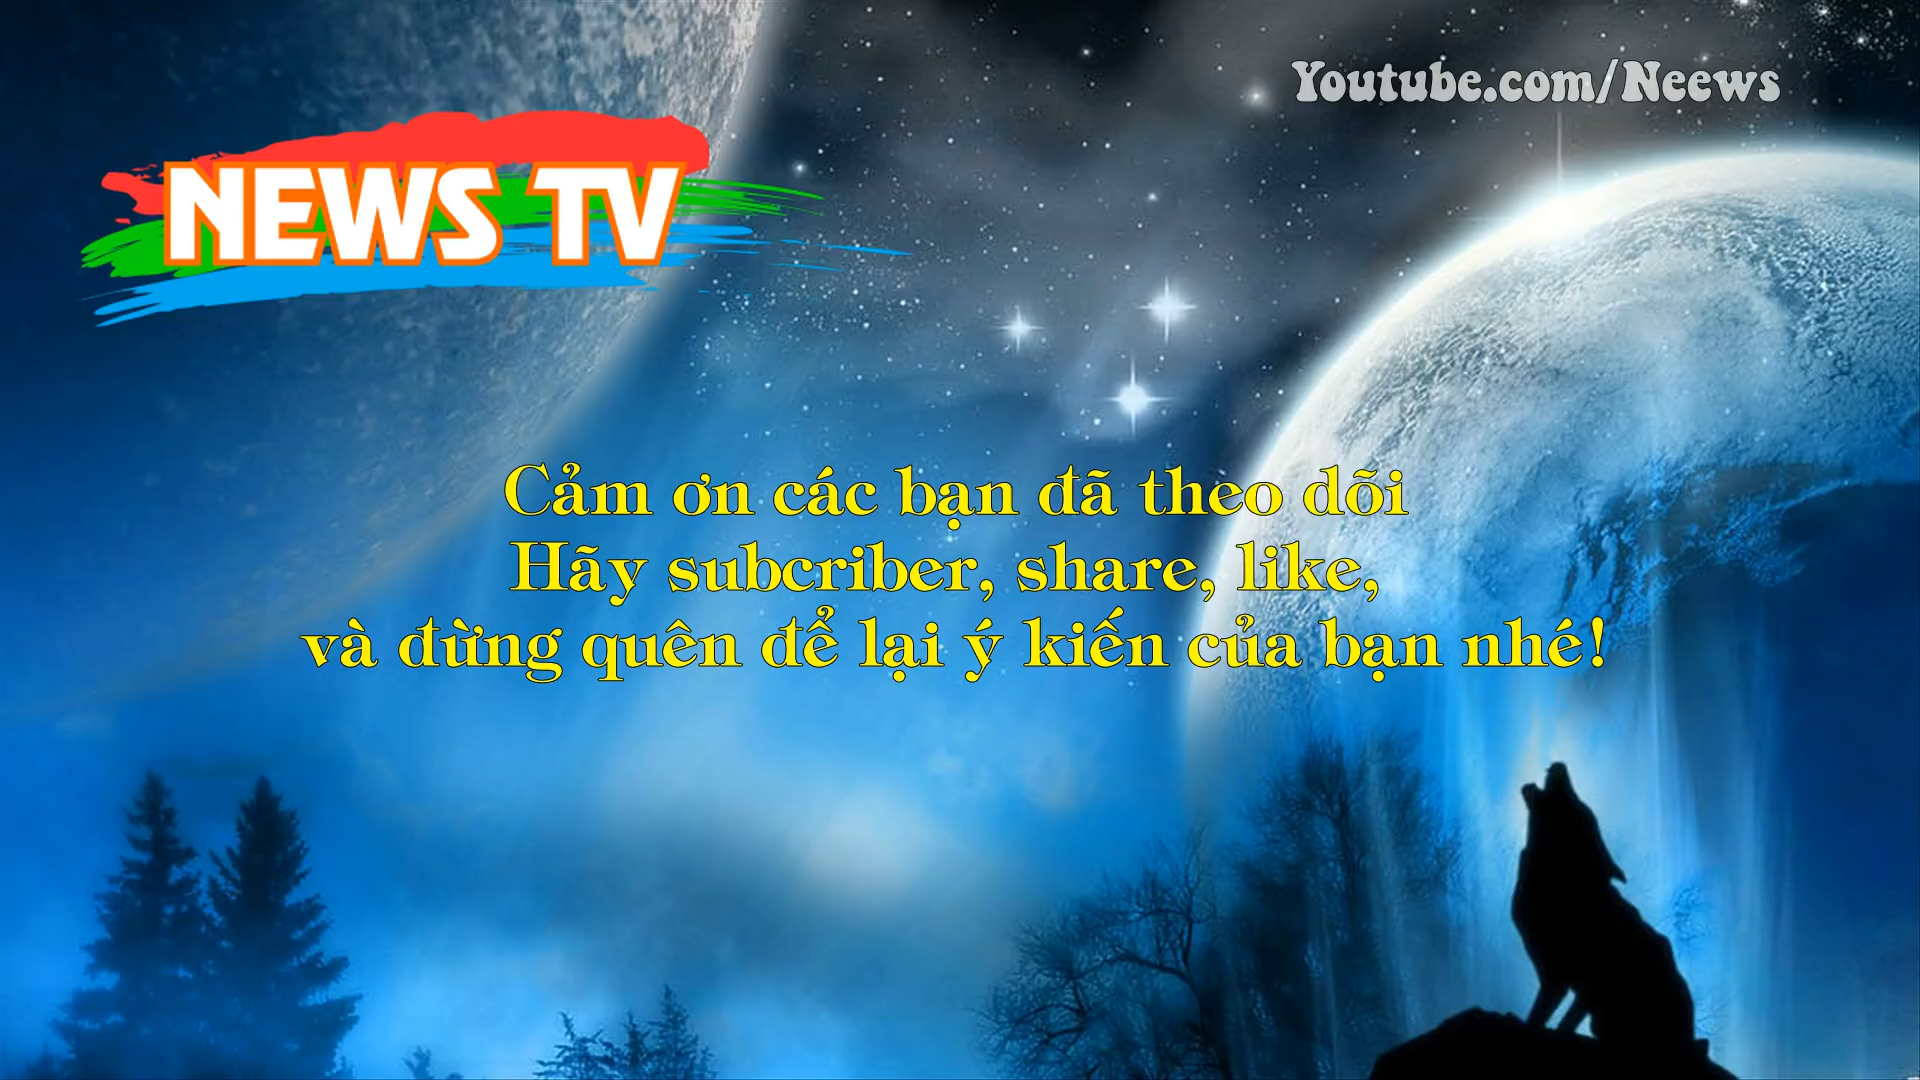 Youtube.com/Neews
NEWS TV
Cảm ơn các bạn đã theo dõi
Hãy subcriber, share, like,
và đừng quên để lại ý kiến của bạn nhé!